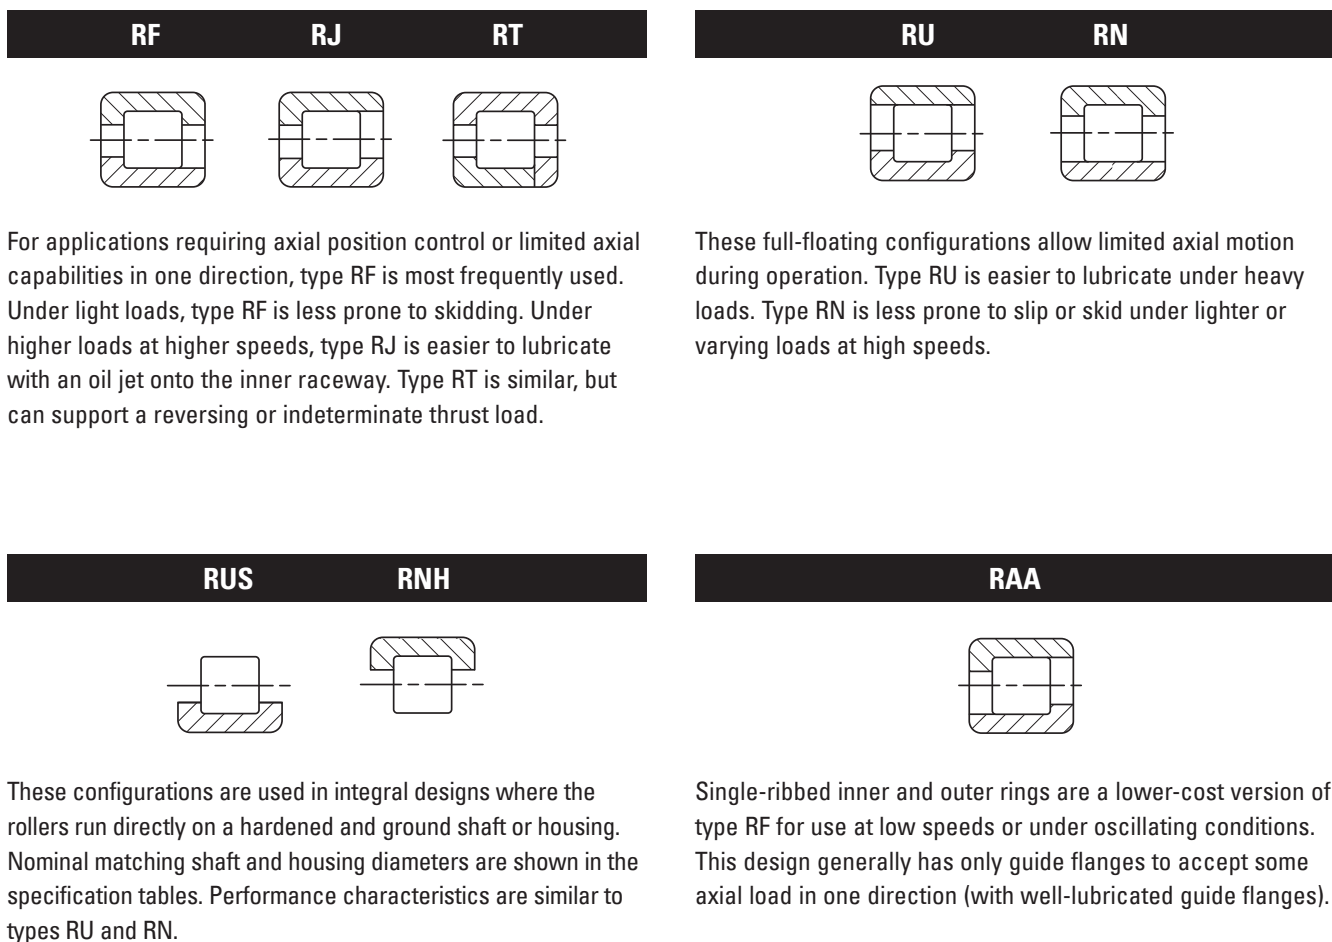 RF RJ RT
For applications requiring axial position control or limited axial
capabilities in one direction, type RF is most frequently used.
Under light loads, type RF is less prone to skidding. Under
higher loads at higher speeds, type RJ is easier to lubricate
with an oil jet onto the inner raceway. Type RT is similar, but
can support a reversing or indeterminate thrust load.
RU RN
These full-floating configurations allow limited axial motion
during operation. Type RU is easier to lubricate under heavy
loads. Type RN is less prone to slip or skid under lighter or
varying loads at high speeds.
RUS RNH
These configurations are used in integral designs where the
rollers run directly on a hardened and ground shaft or housing.
Nominal matching shaft and housing diameters are shown in the
specification tables. Performance characteristics are similar to
types RU and RN.
RAA
Single-ribbed inner and outer rings are a lower-cost version of
type RF for use at low speeds or under oscillating conditions.
This design generally has only guide flanges to accept some
axial load in one direction (with well-lubricated guide flanges).